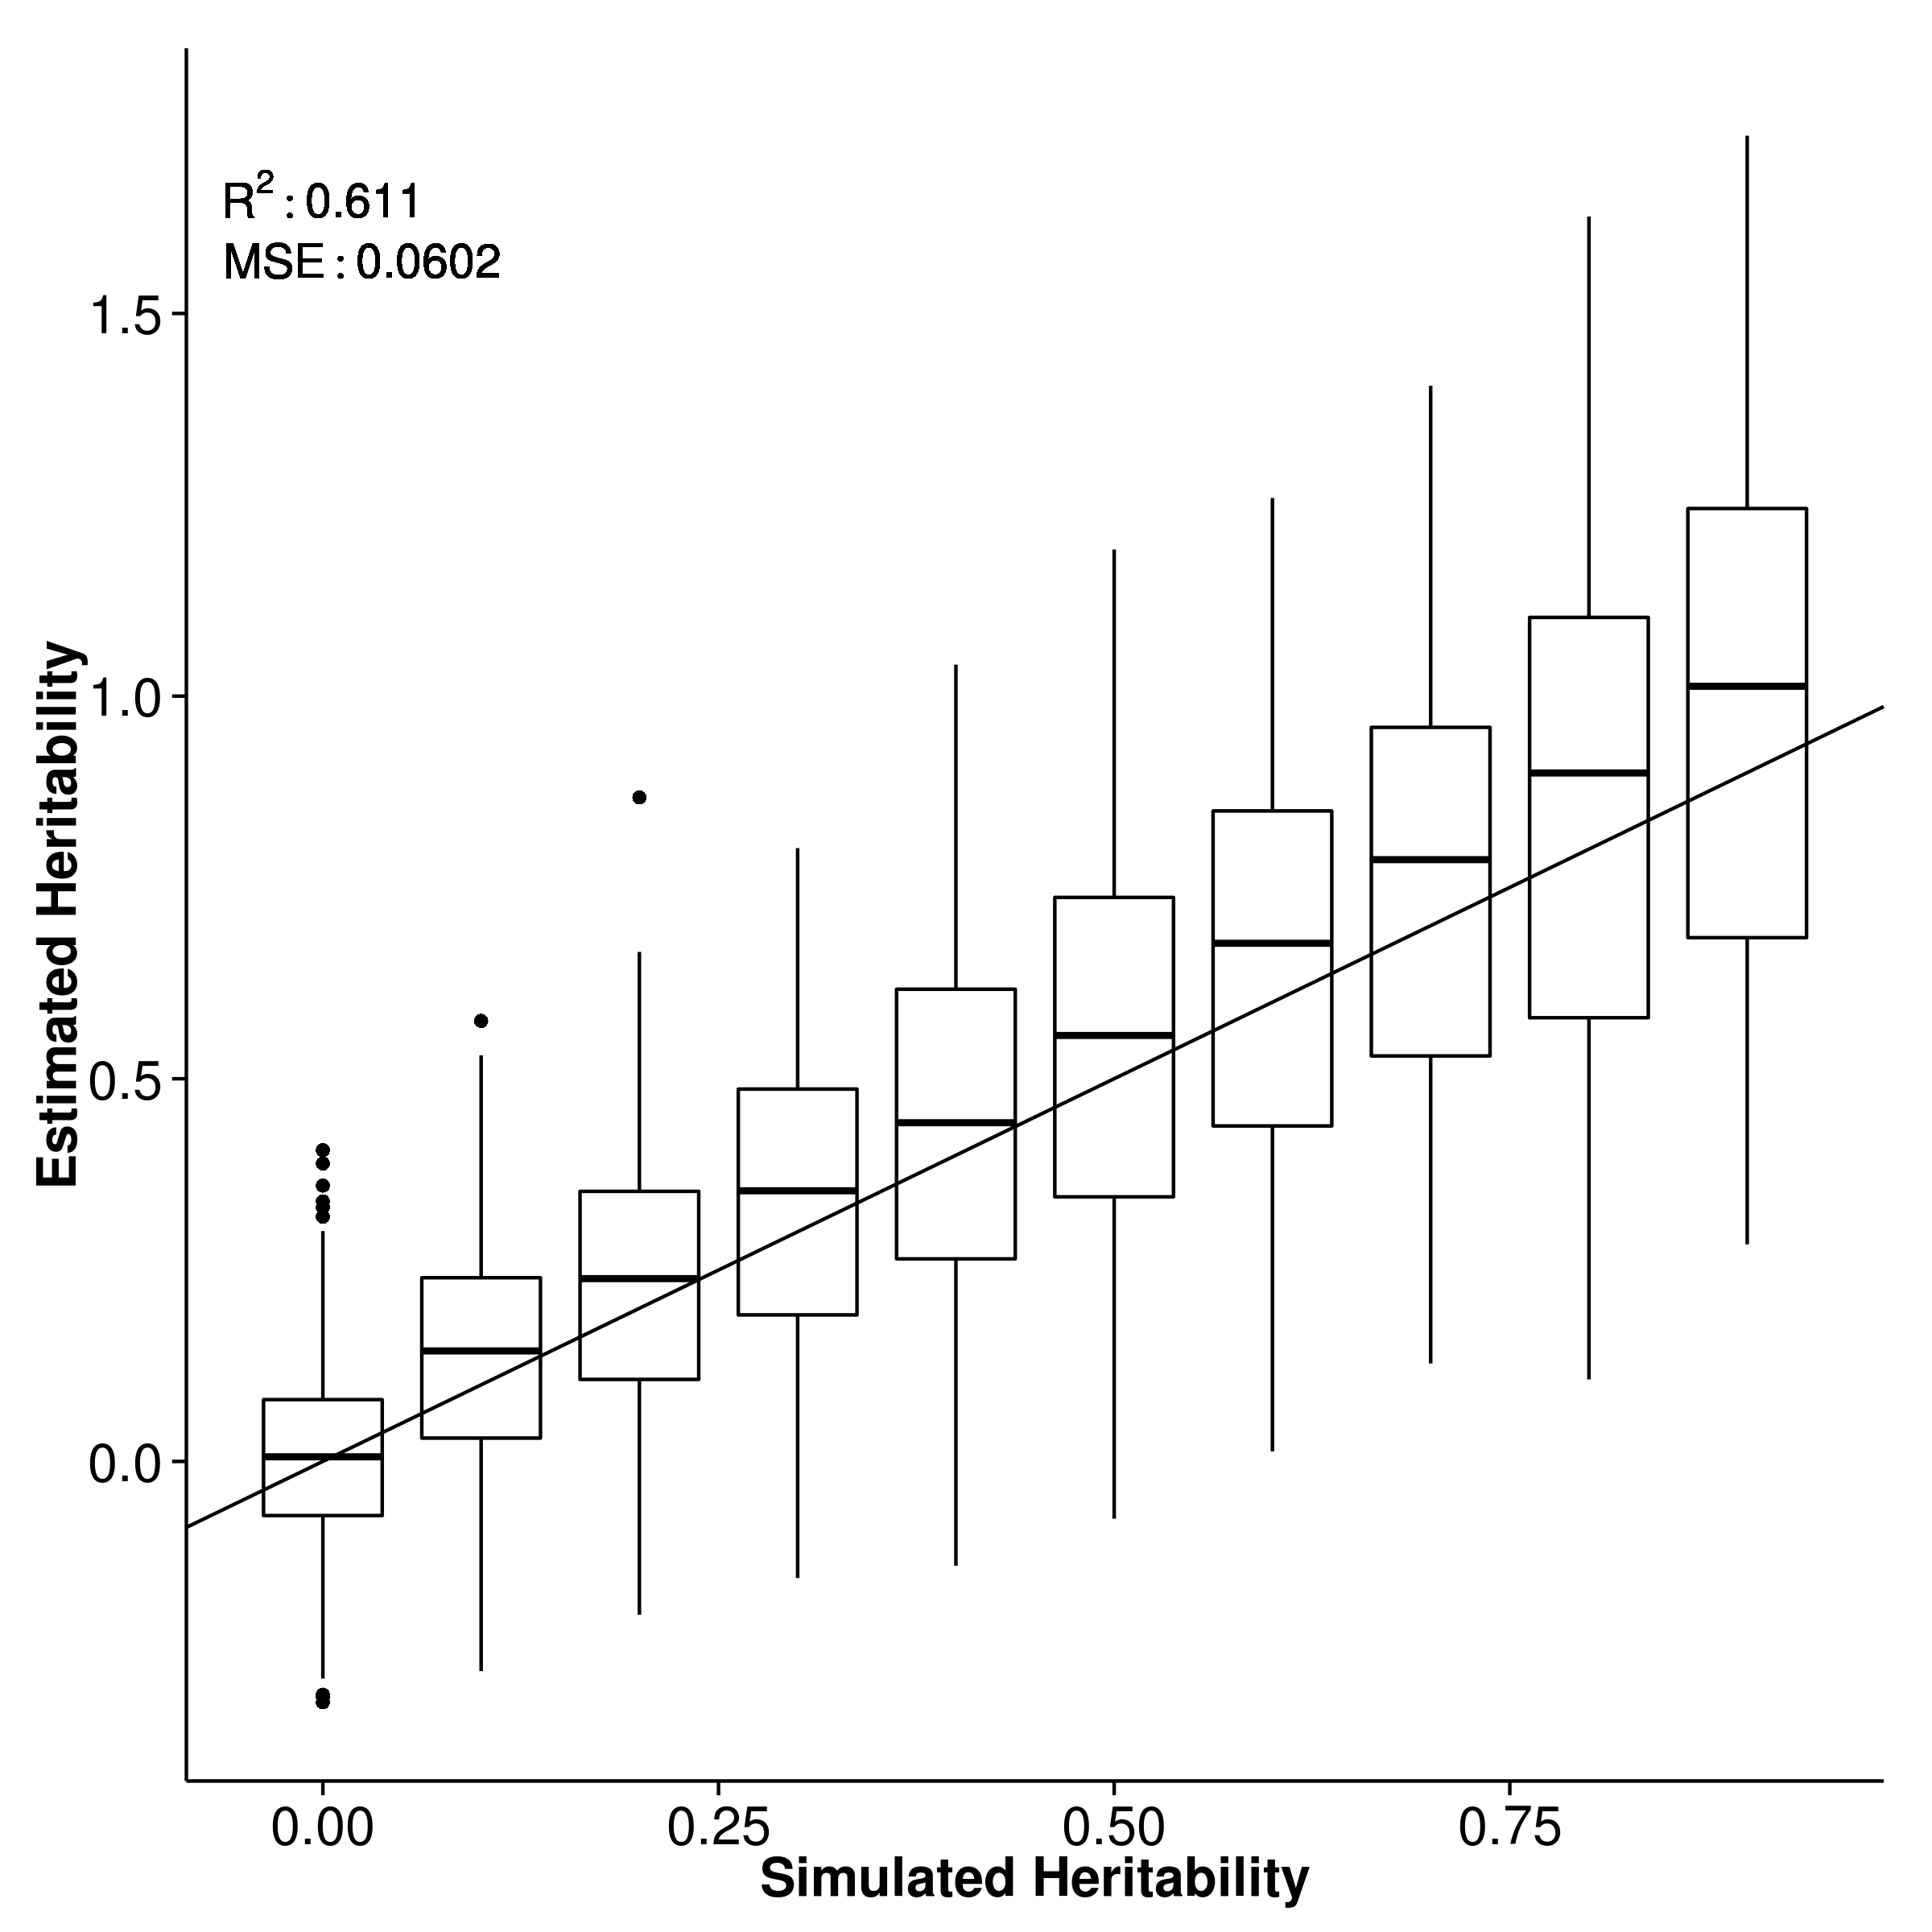 R²: 0.611
MSE: 0.0602
1.5
1.0
0.5
0.0
Estimated Heritability
0.00 0.25 0.50 0.75
Simulated Heritability